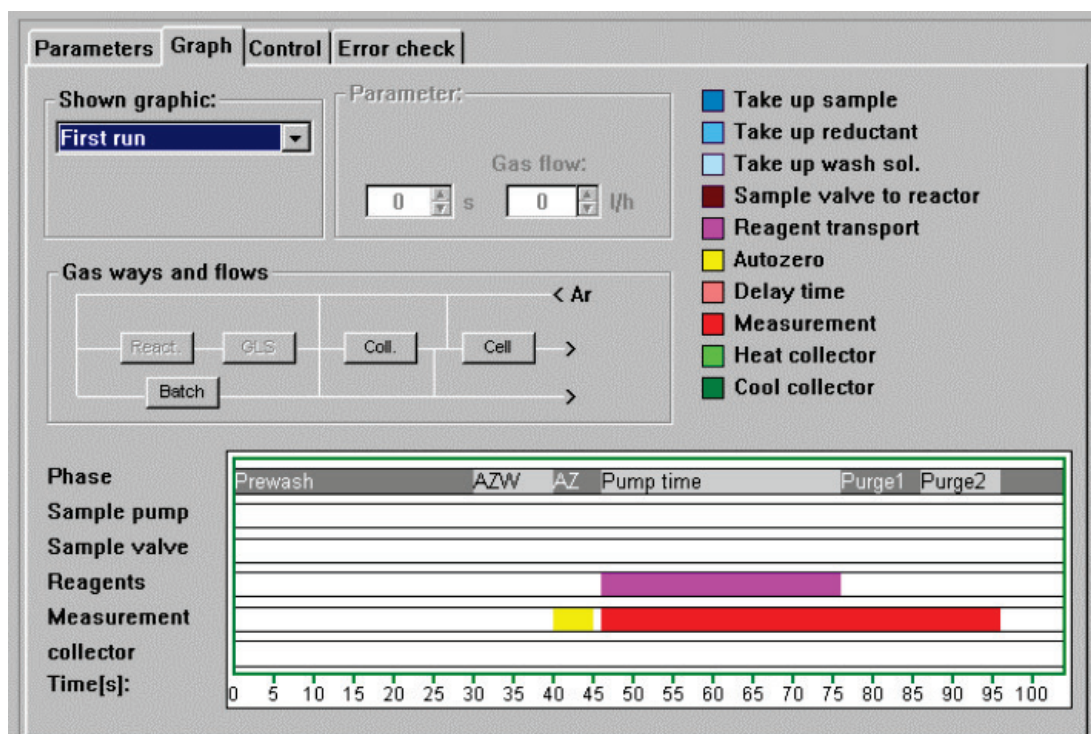 Parameters Graph Control Error check
Shown graphic:
First run
Parameter:
Gas flow:
0 s 0 l/h
Take up sample
Take up reductant
Take up wash sol.
Sample valve to reactor
Reagent transport
Autozero
Delay time
Measurement
Heat collector
Cool collector
Gas ways and flows
< Ar
React. GLS Coll. Cell >
Batch >
Phase Prewash AZW AZ Pump time Purge1 Purge2
Sample pump
Sample valve
Reagents
Measurement
collector
Time[s]: 0 5 10 15 20 25 30 35 40 45 50 55 60 65 70 75 80 85 90 95 100